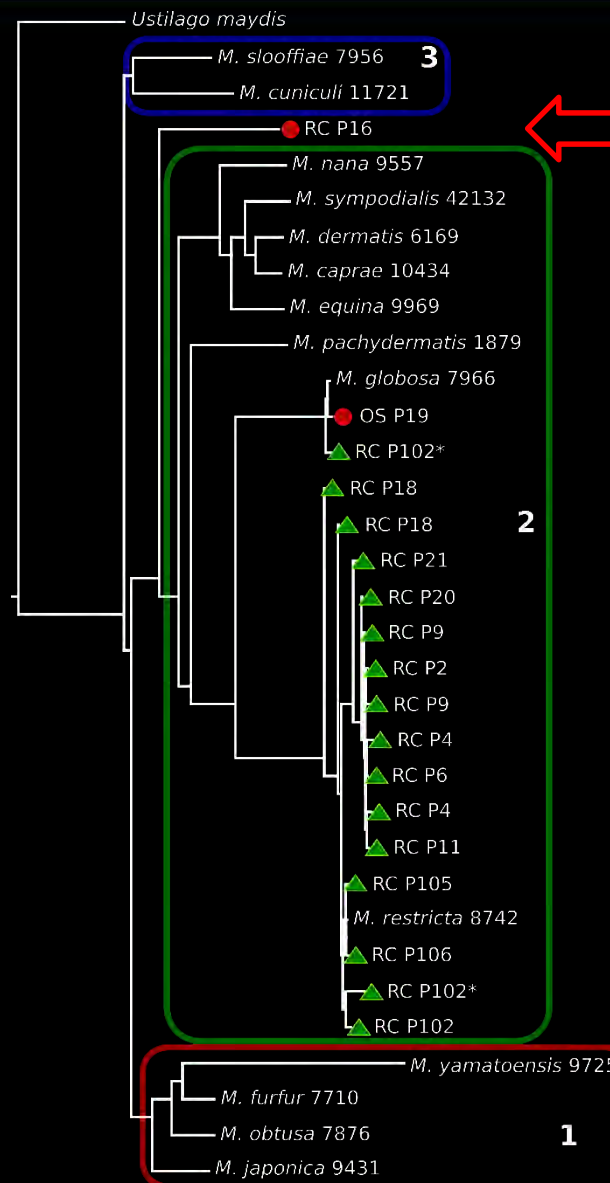 Ustilago maydis
M. slooffiae 7956
3
M. cuniculi 11721
RC P16
M. nana 9557
M. sympodialis 42132
M. dermatis 6169
M. caprae 10434
M. equina 9969
M. pachydermatis 1879
M. globosa 7966
OS P19
RC P102*
RC P18
RC P18
2
RC P21
RC P20
RC P9
RC P2
RC P9
RC P4
RC P6
RC P4
RC P11
RC P105
M. restricta 8742
RC P106
RC P102*
RC P102
M. yamatoensis 9725
M. furfur 7710
M. obtusa 7876
1
M. japonica 9431